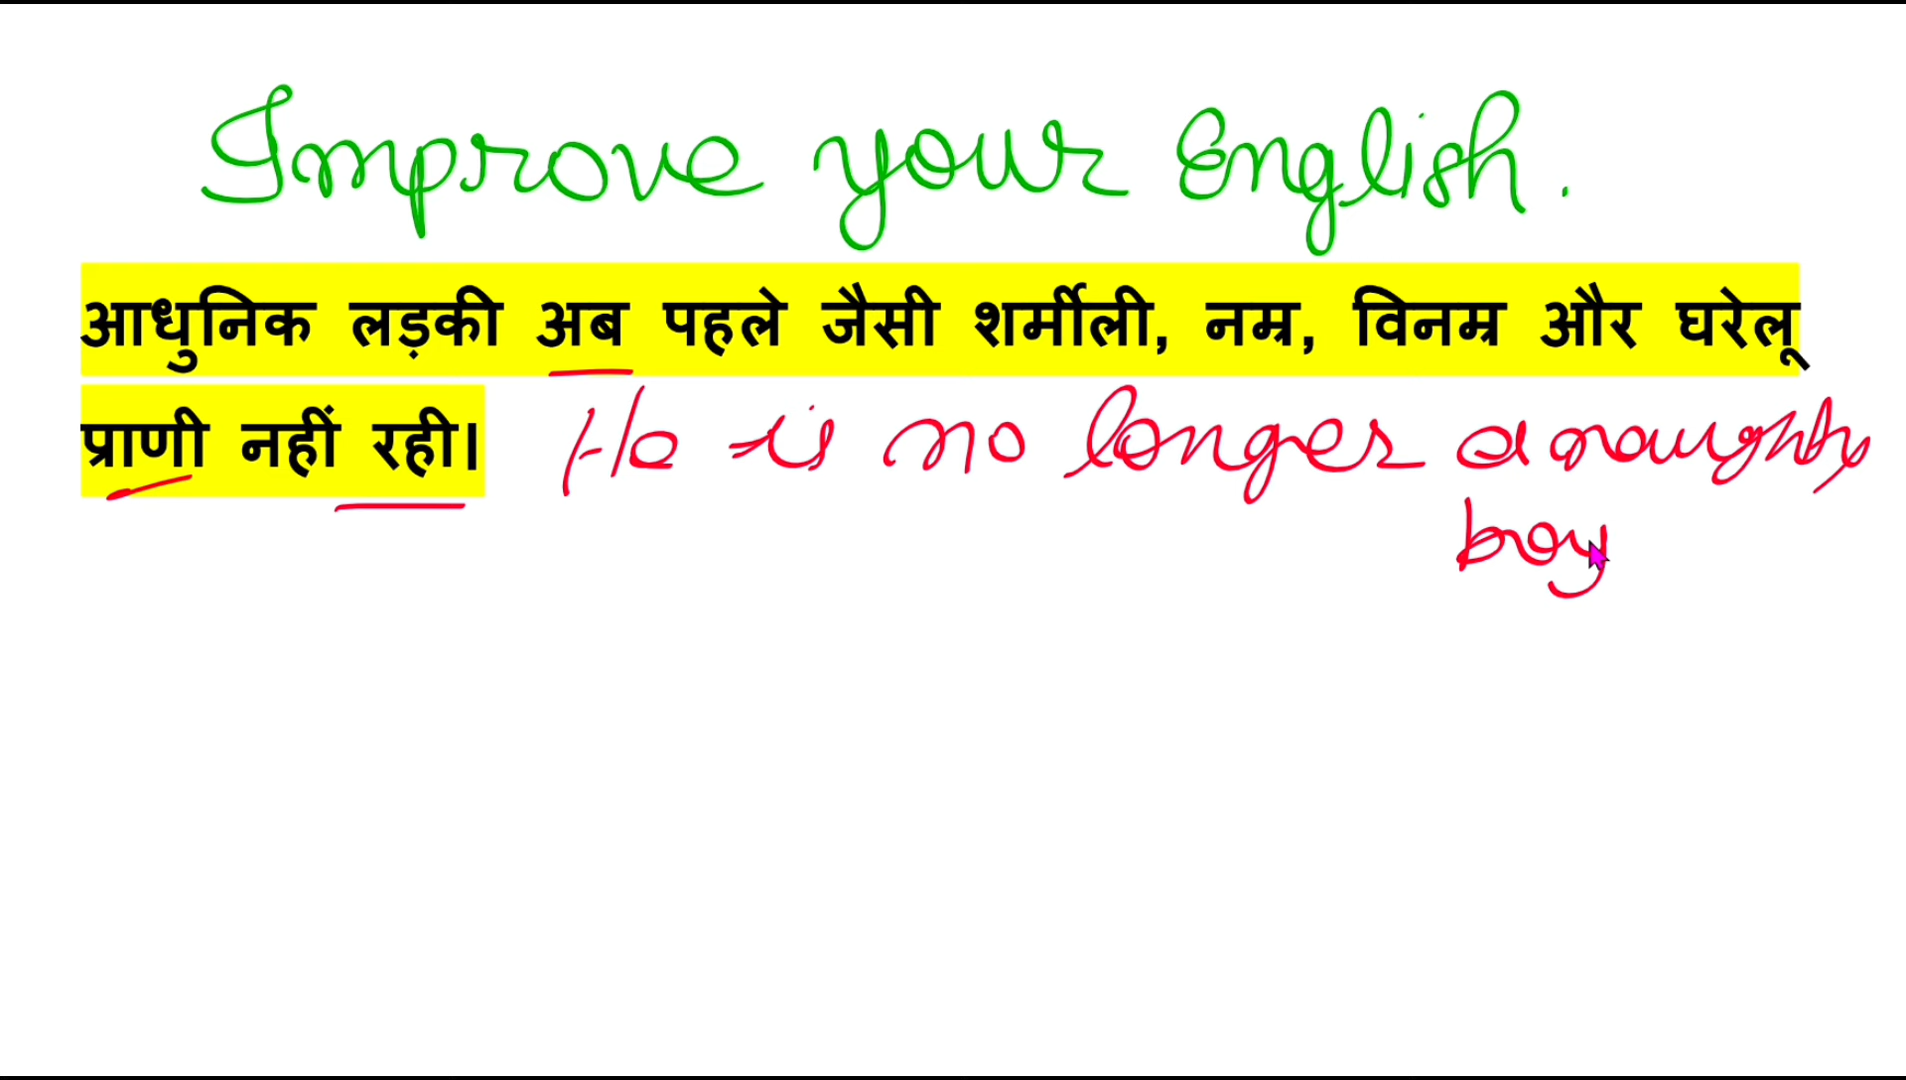 Improve your English.
आधुनिक लड़की अब पहले जैसी शर्मीली, नम्र, विनम्र और घरेलू
प्राणी नहीं रही। He is no longer a naughty
boy